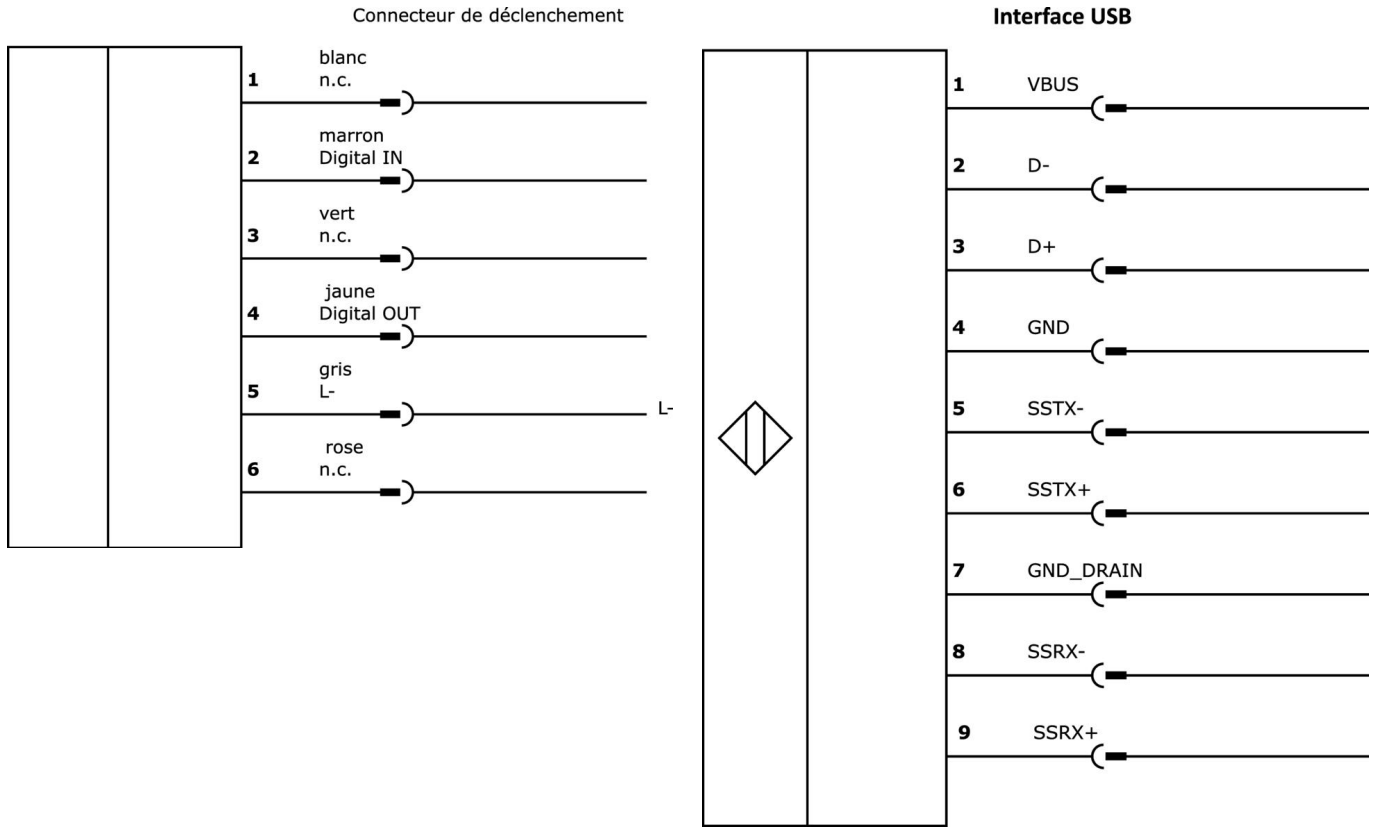 Connecteur de déclenchement
blanc
1 n.c.
marron
2 Digital IN
vert
3 n.c.
jaune
4 Digital OUT
gris
5 L-
L-
rose
6 n.c.
Interface USB
1 VBUS
2 D-
3 D+
4 GND
5 SSTX-
6 SSTX+
7 GND_DRAIN
8 SSRX-
9 SSRX+